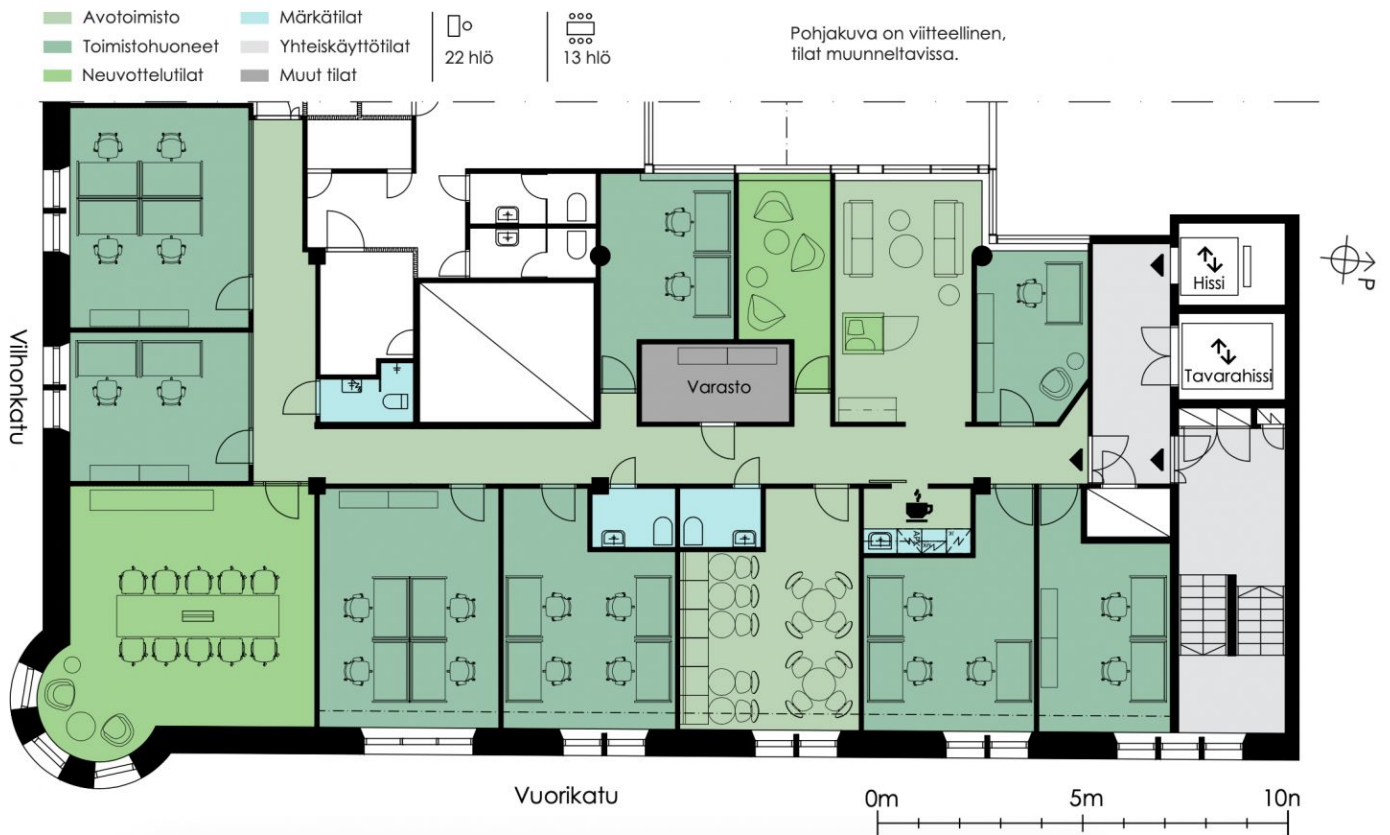 Avotoimisto
Toimistohuoneet
Neuvottelutilat
Märkätilat
Yhteiskäyttötilat
Muut tilat
22 hlö
13 hlö
Pohjakuva on viitteellinen,
tilat muunneltavissa.
P
Hissi
Tavarahissi
Varasto
Vilhonkatu
Vuorikatu
0m 5m 10n